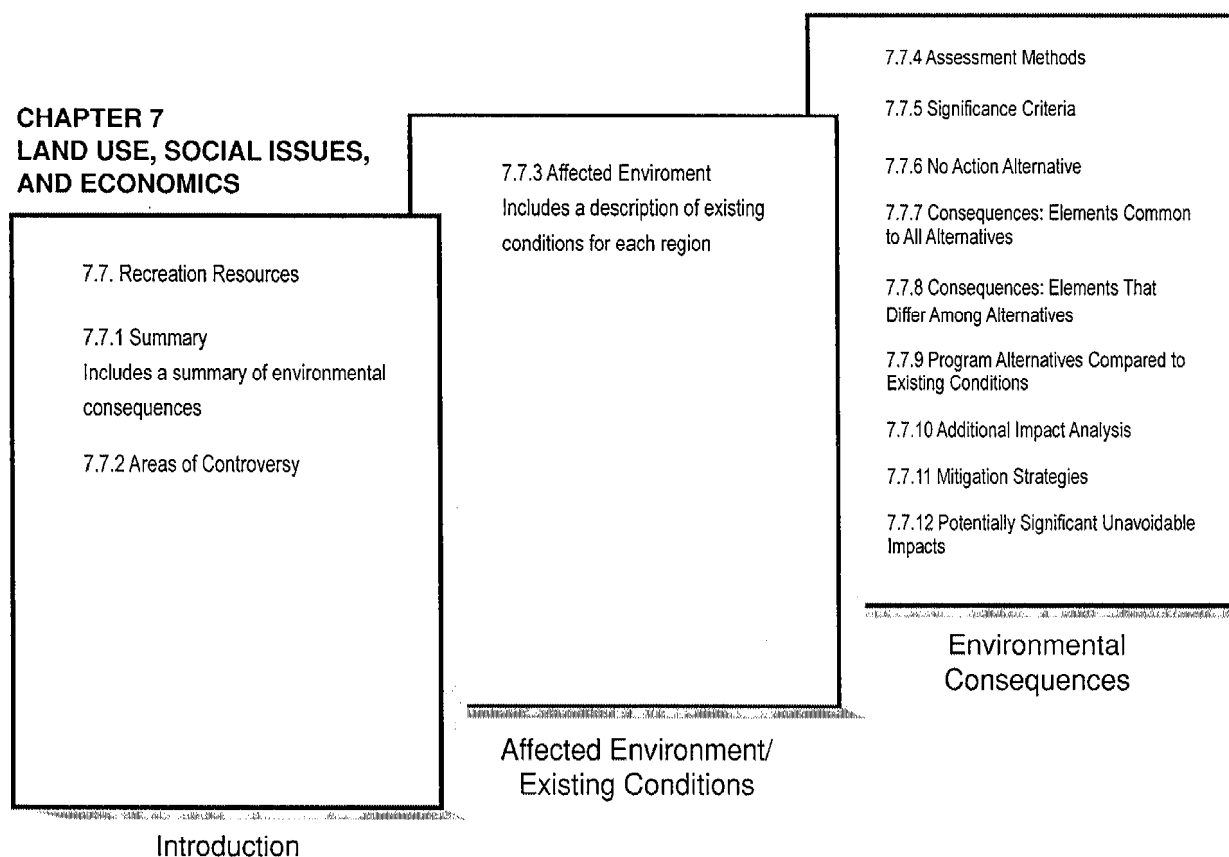 CHAPTER 7
LAND USE, SOCIAL ISSUES,
AND ECONOMICS
7.7. Recreation Resources
7.7.1 Summary
Includes a summary of environmental
consequences
7.7.2 Areas of Controversy
Introduction
7.7.3 Affected Enviroment
Includes a description of existing
conditions for each region
Affected Environment/
Existing Conditions
7.7.4 Assessment Methods
7.7.5 Significance Criteria
7.7.6 No Action Alternative
7.7.7 Consequences: Elements Common
to All Alternatives
7.7.8 Consequences: Elements That
Differ Among Alternatives
7.7.9 Program Alternatives Compared to
Existing Conditions
7.7.10 Additional Impact Analysis
7.7.11 Mitigation Strategies
7.7.12 Potentially Significant Unavoidable
Impacts
Environmental
Consequences